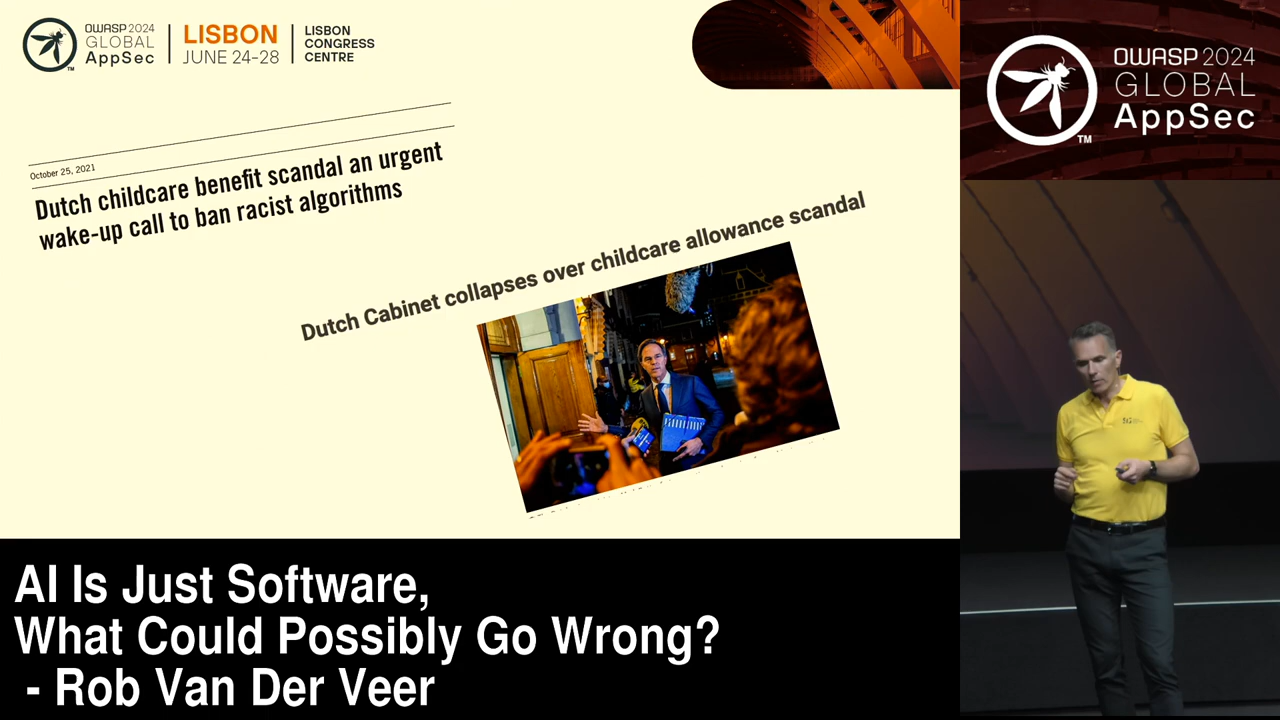 OWASP 2024
GLOBAL
AppSec
TM
LISBON
JUNE 24-28
LISBON
CONGRESS
CENTRE
October 25, 2021
Dutch childcare benefit scandal an urgent
wake-up call to ban racist algorithms
Dutch Cabinet collapses over childcare allowance scandal
AI Is Just Software,
What Could Possibly Go Wrong?
- Rob Van Der Veer
OWASP 2024
GLOBAL
AppSec
TM